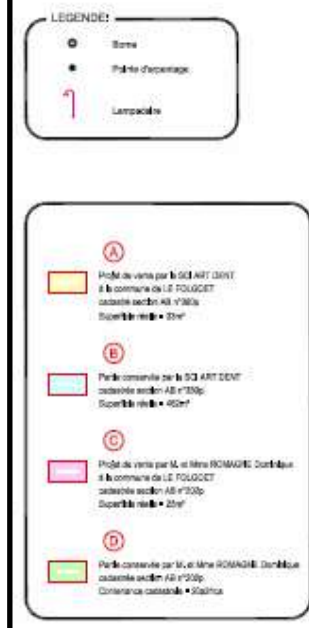 LEGENDE:
Borne
Pointe d'arpentage
Lampadaire
A
Projet de vente par la SCI ART DENT
à la commune de LE FOLGOET
cadastré section AB
Superficie réelle =
B
Partie conservée par la SCI ART DENT
cadastrée section AB
Superficie réelle =
C
Projet de vente par M. et Mme ROMAGNE Dominique
à la commune de LE FOLGOET
cadastrée section AB
Superficie réelle =
D
Partie conservée par M. et Mme ROMAGNE Dominique
cadastrée section AB
Contenance cadastrale =